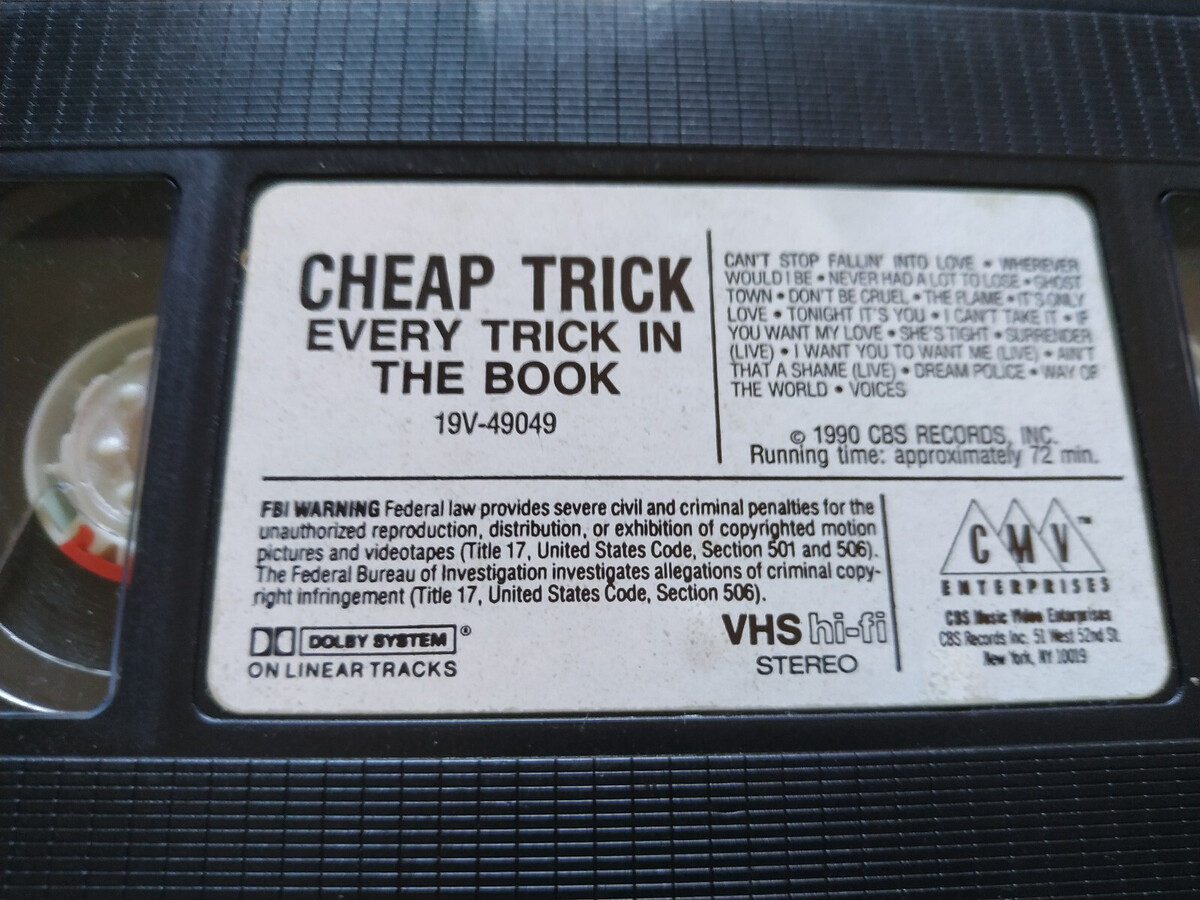 CHEAP TRICK
EVERY TRICK IN
THE BOOK
19V-49049
CAN'T STOP FALLIN' INTO LOVE • WHEREVER
WOULD I BE • NEVER HAD A LOT TO LOSE • GHOST
TOWN • DON'T BE CRUEL • THE FLAME • IT'S ONLY
LOVE • TONIGHT IT'S YOU • I CAN'T TAKE IT • IF
YOU WANT MY LOVE • SHE'S TIGHT • SURRENDER
(LIVE) • I WANT YOU TO WANT ME (LIVE) • AIN'T
THAT A SHAME (LIVE) • DREAM POLICE • WAY OF
THE WORLD • VOICES
© 1990 CBS RECORDS, INC.
Running time: approximately 72 min.
FBI WARNING Federal law provides severe civil and criminal penalties for the
unauthorized reproduction, distribution, or exhibition of copyrighted motion
pictures and videotapes (Title 17, United States Code, Section 501 and 506).
The Federal Bureau of Investigation investigates allegations of criminal copy-
right infringement (Title 17, United States Code, Section 506).
DOLBY SYSTEM®
ON LINEAR TRACKS
VHS hi-fi
STEREO
CMV™
ENTERPRISES
CBS Music Video Enterprises
CBS Records Inc. 51 West 52nd St.
New York, NY 10019